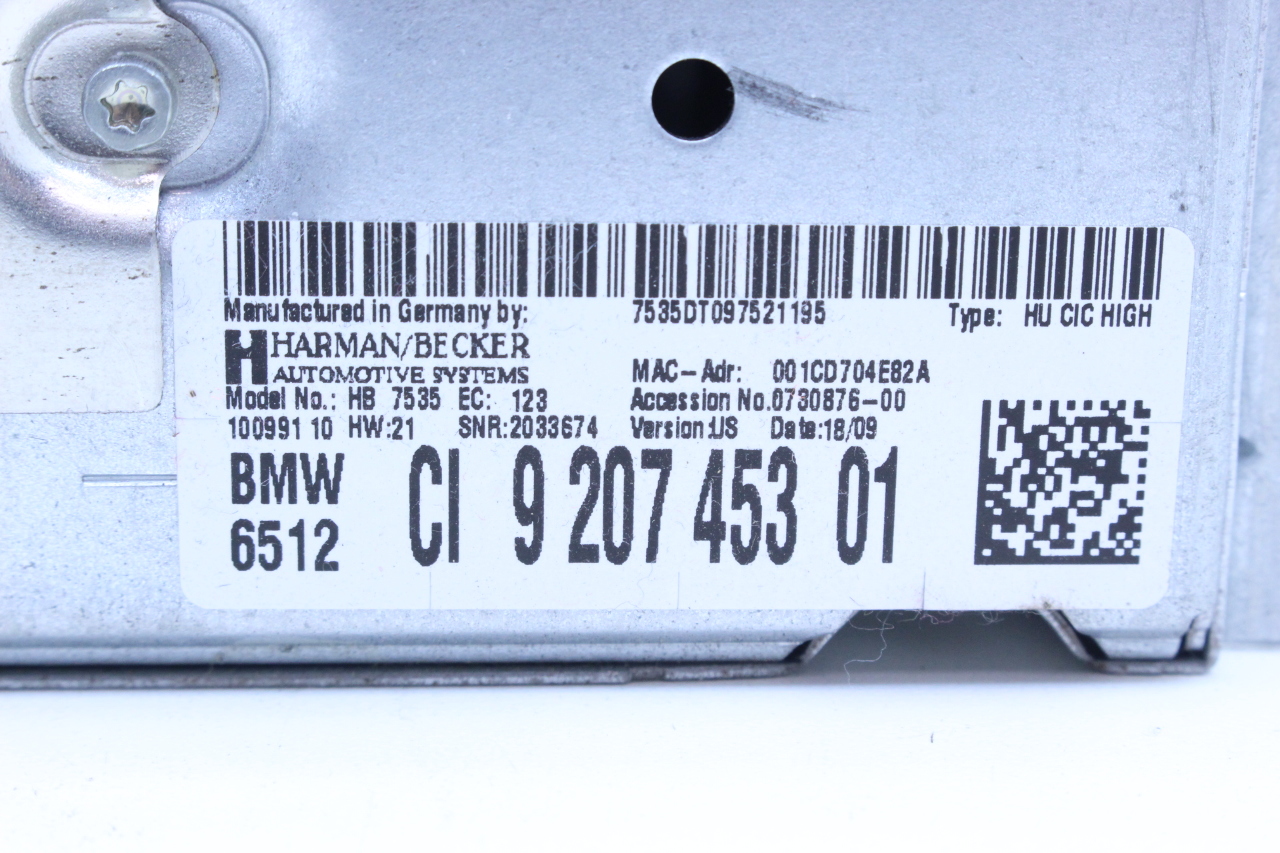 Manufactured in Germany by: 7535DT097521195 Type: HU CIC HIGH
HARMAN/BECKER
AUTOMOTIVE SYSTEMS MAC-Adr: 001CD704E82A
Model No.: HB 7535 EC: 123 Accession No.0730876-00
1009911 0 HW:21 SNR:2033674 Version:US Date:18/09
BMW CI 9 207 453 01
6512